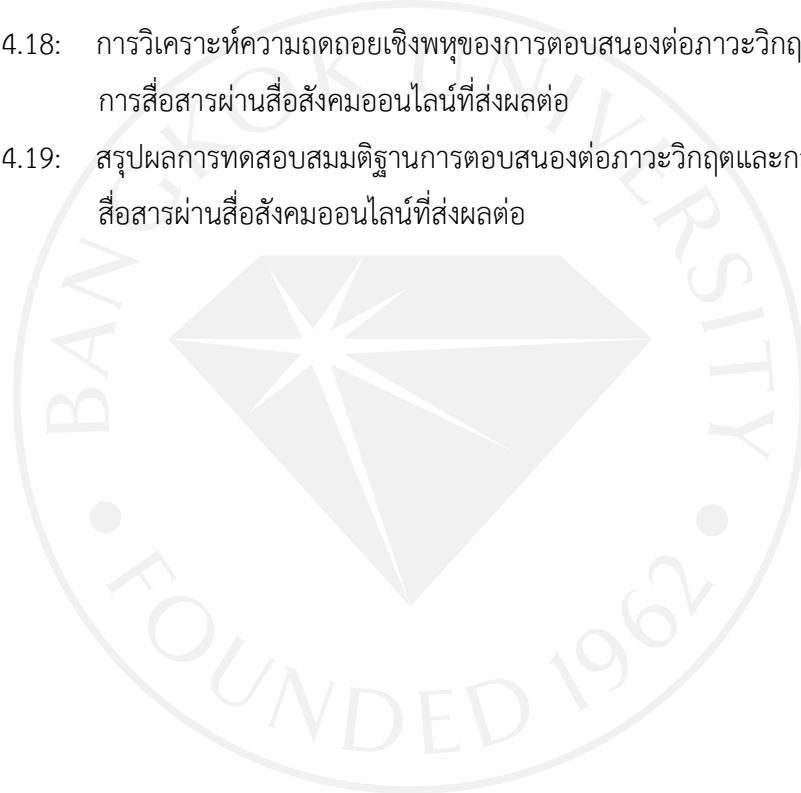 4.18: การวิเคราะห์ความถดถอยเชิงพหุของการตอบสนองต่อภาวะวิกฤ
การสื่อสารผ่านสื่อสังคมออนไลน์ที่ส่งผลต่อ
4.19: สรุปผลการทดสอบสมมติฐานการตอบสนองต่อภาวะวิกฤตและกา
สื่อสารผ่านสื่อสังคมออนไลน์ที่ส่งผลต่อ
BANGKOK UNIVERSITY
FOUNDED 1962